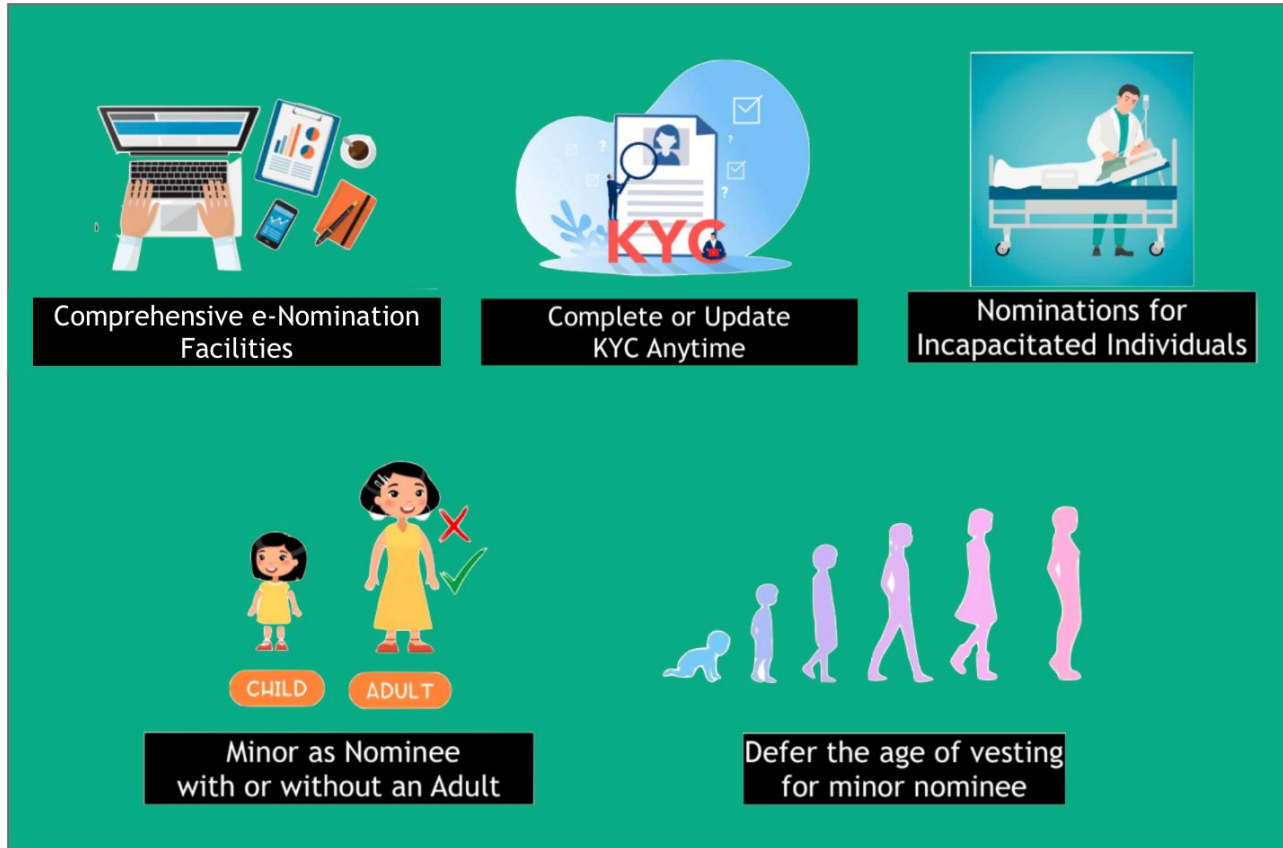 Comprehensive e-Nomination
Facilities
KYC
Complete or Update
KYC Anytime
Nominations for
Incapacitated Individuals
CHILD
ADULT
Minor as Nominee
with or without an Adult
Defer the age of vesting
for minor nominee